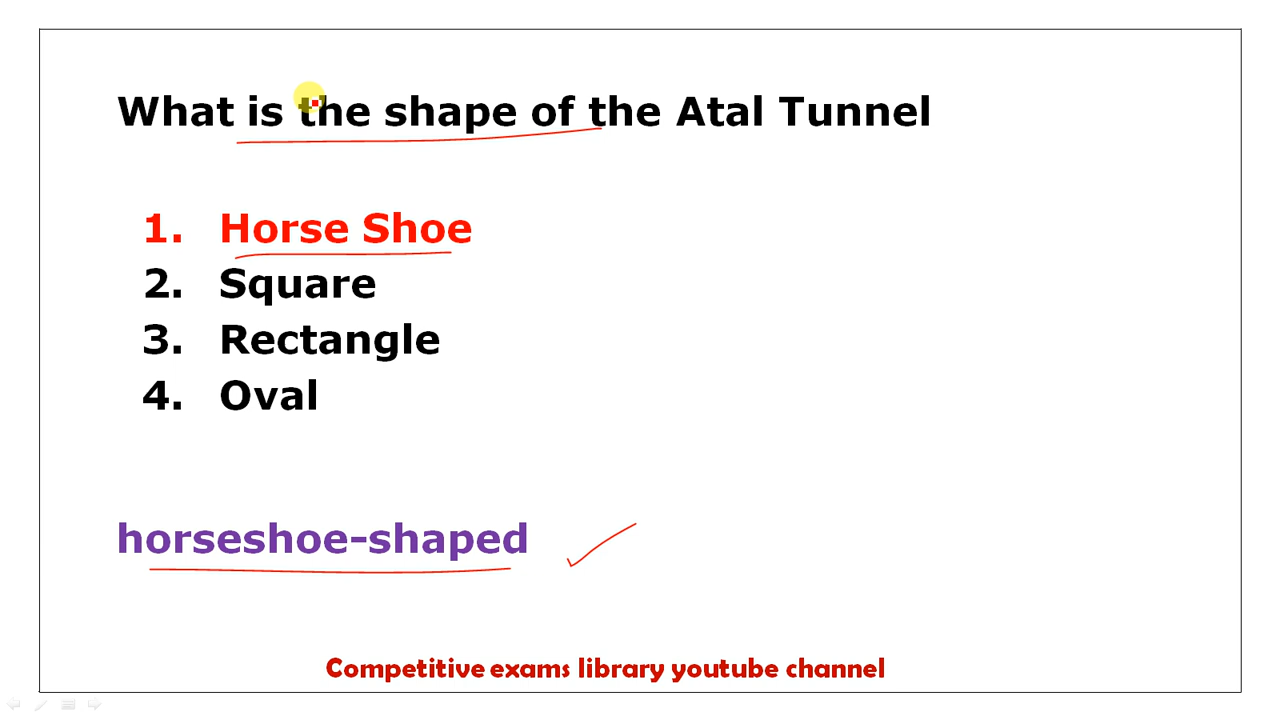 What is the shape of the Atal Tunnel
1. Horse Shoe
2. Square
3. Rectangle
4. Oval
horseshoe-shaped
Competitive exams library youtube channel